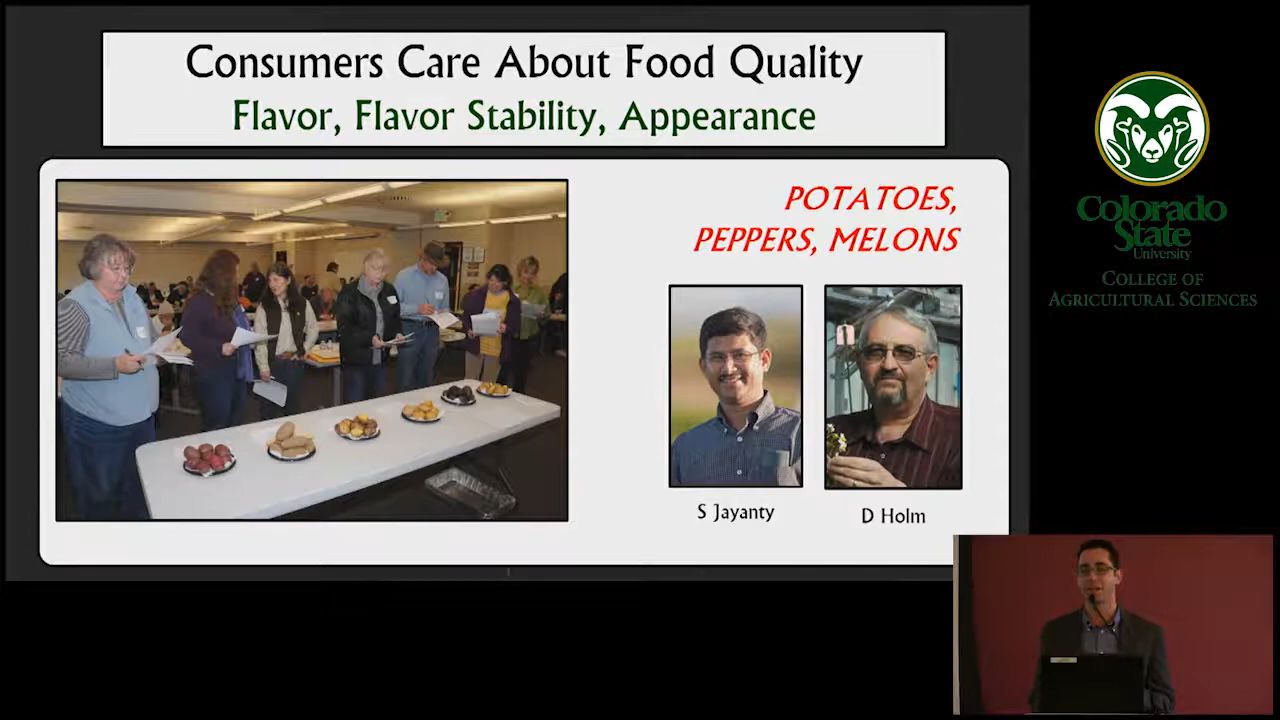 Consumers Care About Food Quality
Flavor, Flavor Stability, Appearance
POTATOES,
PEPPERS, MELONS
S Jayanty
D Holm
Colorado
State
University
COLLEGE OF
AGRICULTURAL SCIENCES